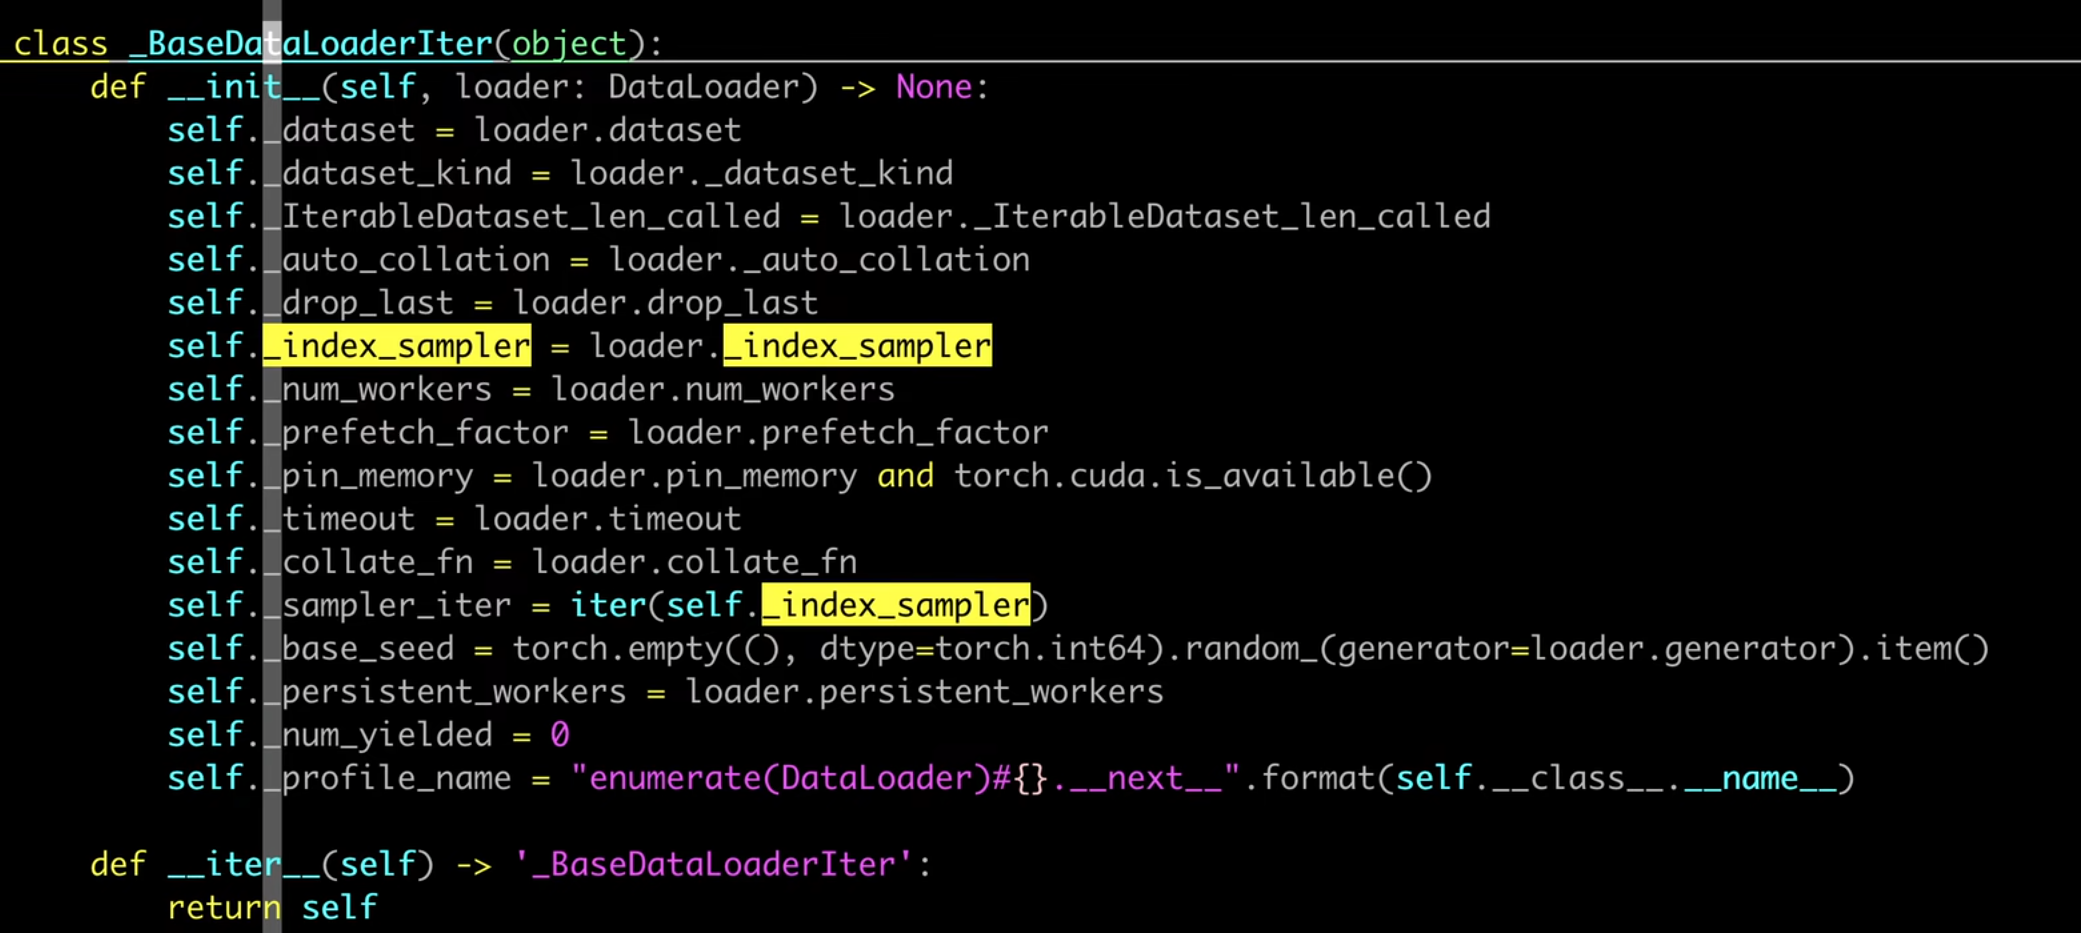 class _BaseDataLoaderIter(object):
    def __init__(self, loader: DataLoader) -> None:
        self._dataset = loader.dataset
        self._dataset_kind = loader._dataset_kind
        self._IterableDataset_len_called = loader._IterableDataset_len_called
        self._auto_collation = loader._auto_collation
        self._drop_last = loader.drop_last
        self._index_sampler = loader._index_sampler
        self._num_workers = loader.num_workers
        self._prefetch_factor = loader.prefetch_factor
        self._pin_memory = loader.pin_memory and torch.cuda.is_available()
        self._timeout = loader.timeout
        self._collate_fn = loader.collate_fn
        self._sampler_iter = iter(self._index_sampler)
        self._base_seed = torch.empty((), dtype=torch.int64).random_(generator=loader.generator).item()
        self._persistent_workers = loader.persistent_workers
        self._num_yielded = 0
        self._profile_name = "enumerate(DataLoader)#{}.__next__".format(self.__class__.__name__)
    def __iter__(self) -> '_BaseDataLoaderIter':
        return self